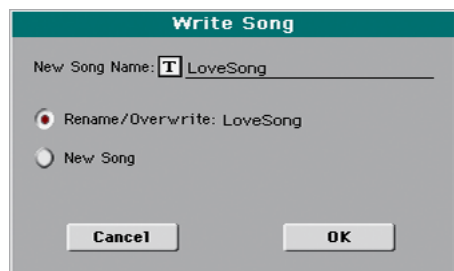 Write Song
New Song Name: T LoveSong
Rename/Overwrite: LoveSong
New Song
Cancel OK